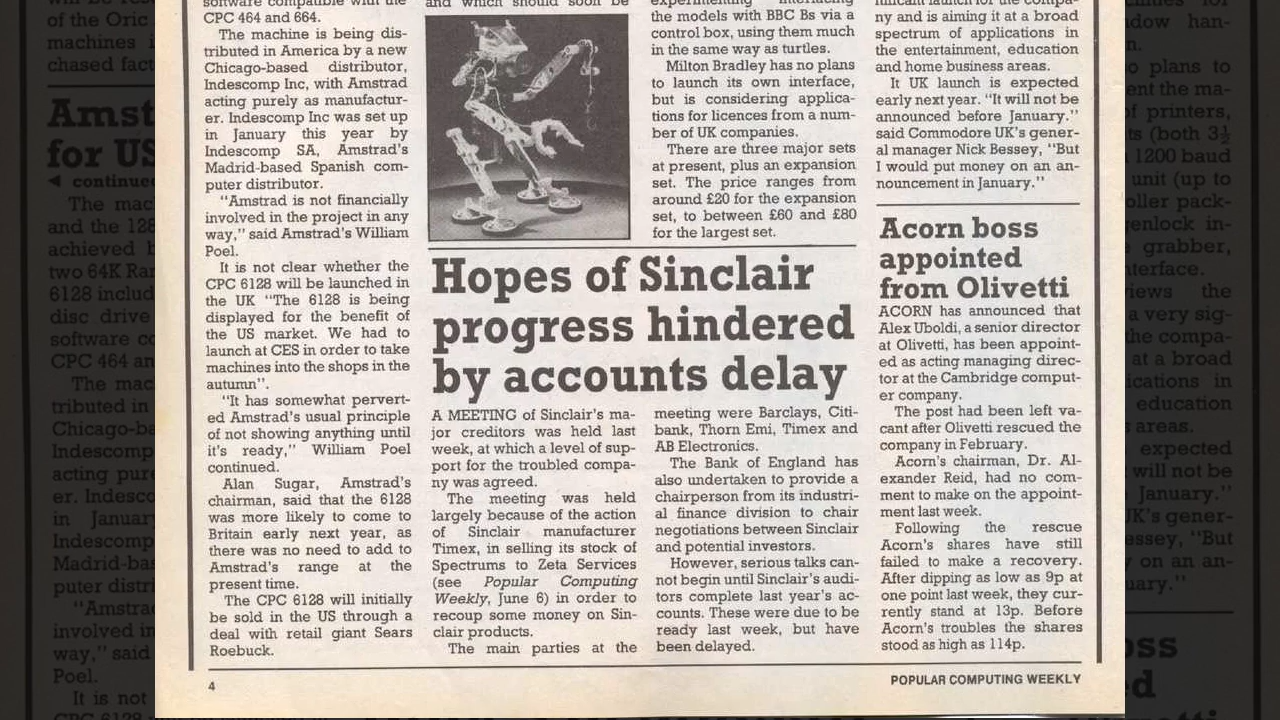 software compatible with the
CPC 464 and 664.
The machine is being dis-
tributed in America by a new
Chicago-based distributor,
Indescomp Inc, with Amstrad
acting purely as manufactur-
er. Indescomp Inc was set up
in January this year by
Indescomp SA, Amstrad's
Madrid-based Spanish com-
puter distributor.
"Amstrad is not financially
involved in the project in any
way," said Amstrad's William
Poel.
It is not clear whether the
CPC 6128 will be launched in
the UK "The 6128 is being
displayed for the benefit of
the US market. We had to
launch at CES in order to take
machines into the shops in the
autumn".
"It has somewhat pervert-
ed Amstrad's usual principle
of not showing anything until
it's ready," William Poel
continued.
Alan Sugar, Amstrad's
chairman, said that the 6128
was more likely to come to
Britain early next year, as
there was no need to add to
Amstrad's range at the
present time.
The CPC 6128 will initially
be sold in the US through a
deal with retail giant Sears
Roebuck.
and which should soon be
experimenting interfacing
the models with BBC Bs via a
control box, using them much
in the same way as turtles.
Milton Bradley has no plans
to launch its own interface,
but is considering applica-
tions for licences from a num-
ber of UK companies.
There are three major sets
at present, plus an expansion
set. The price ranges from
around £20 for the expansion
set, to between £60 and £80
for the largest set.
Hopes of Sinclair
progress hindered
by accounts delay
A MEETING of Sinclair's ma-
jor creditors was held last
week, at which a level of sup-
port for the troubled compa-
ny was agreed.
The meeting was held
largely because of the action
of Sinclair manufacturer
Timex, in selling its stock of
Spectrums to Zeta Services
(see Popular Computing
Weekly, June 6) in order to
recoup some money on Sin-
clair products.
The main parties at the
meeting were Barclays, Citi-
bank, Thorn Emi, Timex and
AB Electronics.
The Bank of England has
also undertaken to provide a
chairperson from its industri-
al finance division to chair
negotiations between Sinclair
and potential investors.
However, serious talks can-
not begin until Sinclair's audi-
tors complete last year's ac-
counts. These were due to be
ready last week, but have
been delayed.
nificant launch for the compa-
ny and is aiming it at a broad
spectrum of applications in
the entertainment, education
and home business areas.
It UK launch is expected
early next year. "It will not be
announced before January."
said Commodore UK's gener-
al manager Nick Bessey, "But
I would put money on an an-
nouncement in January."
Acorn boss
appointed
from Olivetti
ACORN has announced that
Alex Uboldi, a senior director
at Olivetti, has been appoint-
ed as acting managing direc-
tor at the Cambridge comput-
er company.
The post had been left va-
cant after Olivetti rescued the
company in February.
Acorn's chairman, Dr. Al-
exander Reid, had no com-
ment to make on the appoint-
ment last week.
Following the rescue
Acorn's shares have still
failed to make a recovery.
After dipping as low as 9p at
one point last week, they cur-
rently stand at 13p. Before
Acorn's troubles the shares
stood as high as 114p.
4
POPULAR COMPUTING WEEKLY